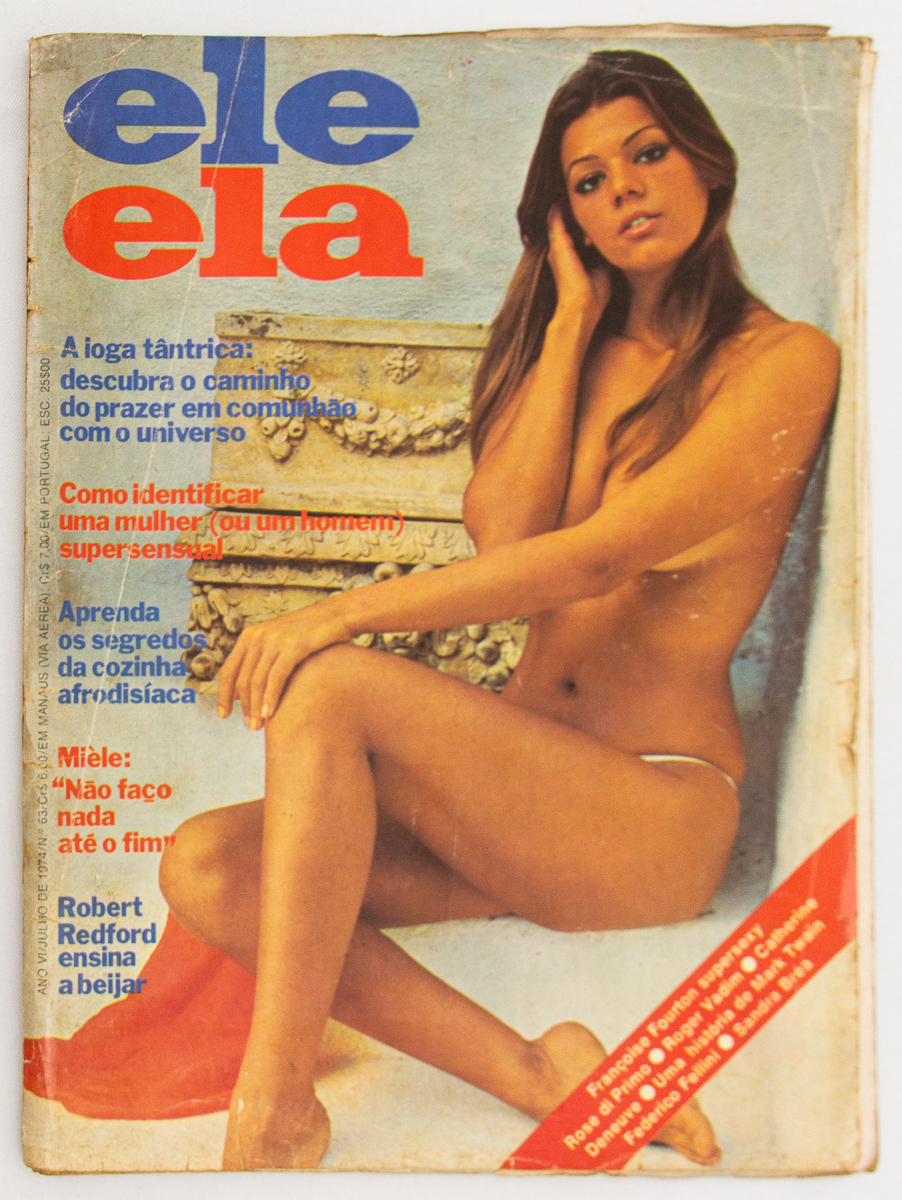 ele
ela
A ioga tântrica:
descubra o caminho
do prazer em comunhão
com o universo
Como identificar
uma mulher (ou um homem)
supersensual
Aprenda
os segredos
da cozinha
afrodisíaca
Mièle:
“Não faço
nada
até o fim”
Robert
Redford
ensina
a beijar
ANO VI/JULHO DE 1974/N.º 63/Cr$ 6,00/EM MANAUS (VIA AÉREA) Cr$ 7,00/EM PORTUGAL, ESC. 25$00
Françoise Fourton supersexy
Rose di Primo ● Roger Vadim ● Catherine
Deneuve ● Uma história de Mark Twain
Federico Fellini ● Sandra Bréa